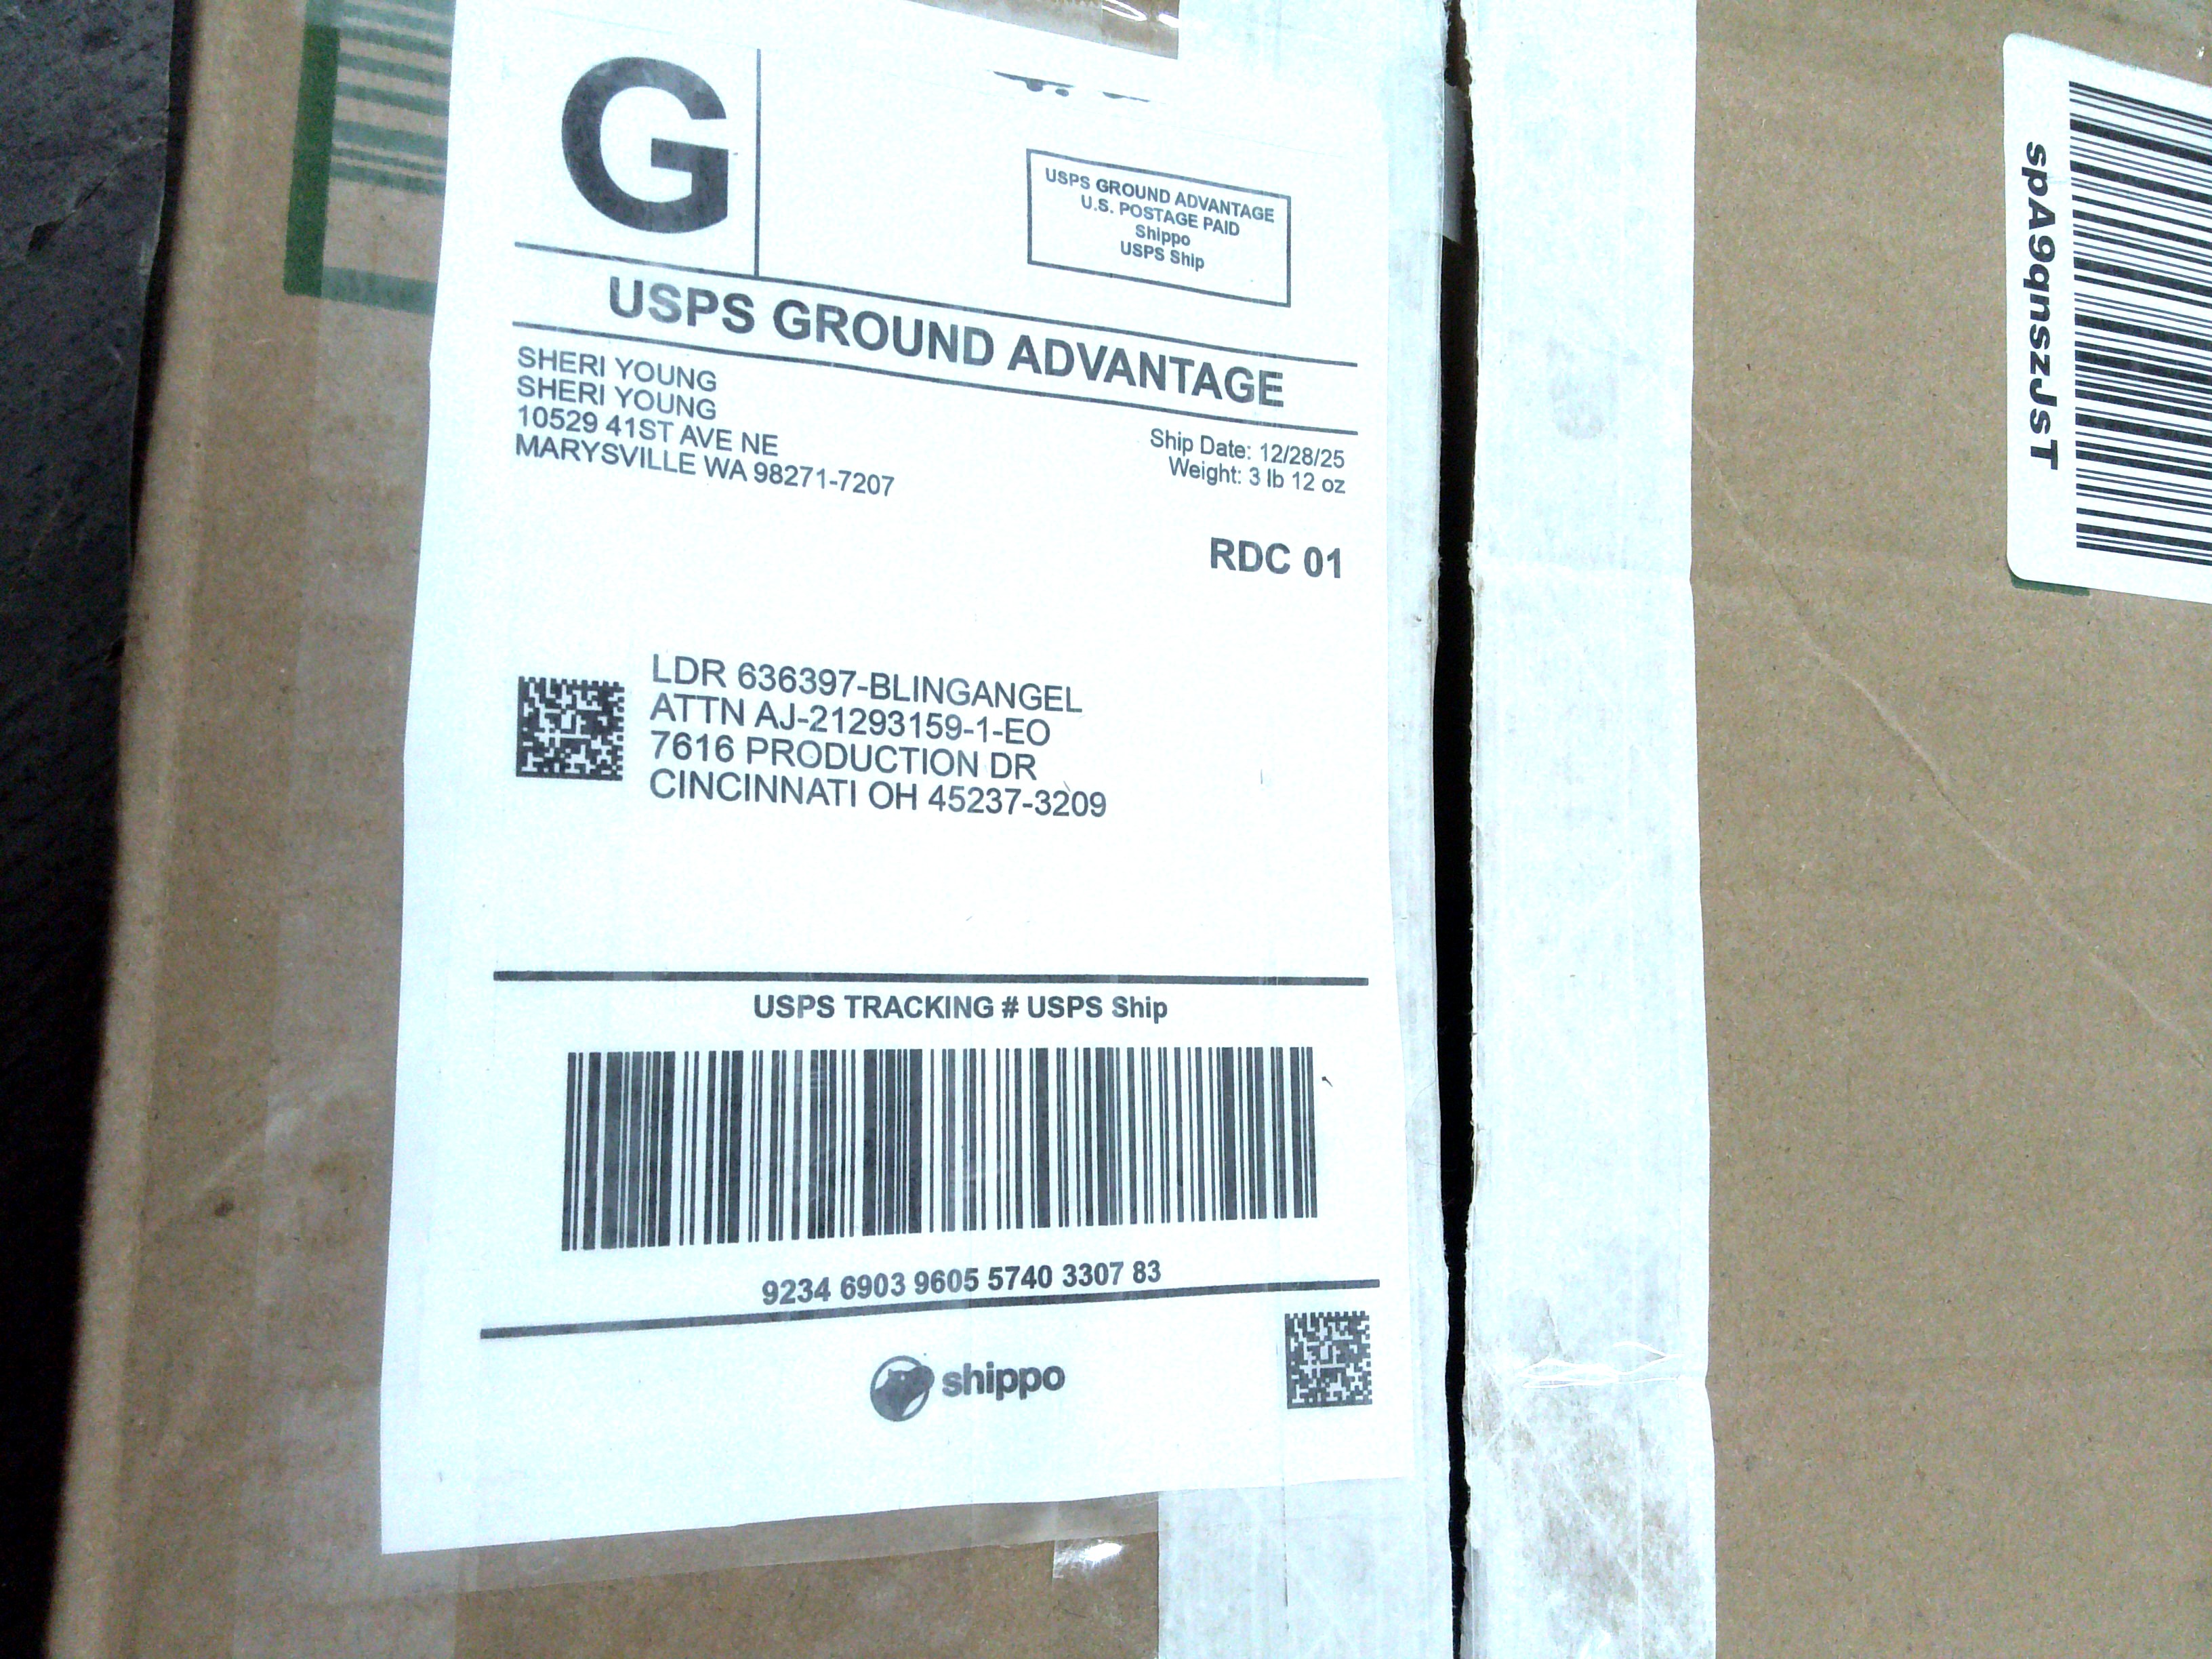 G
USPS GROUND ADVANTAGE
U.S. POSTAGE PAID
Shippo
USPS Ship
USPS GROUND ADVANTAGE
SHERI YOUNG
SHERI YOUNG
10529 41ST AVE NE
MARYSVILLE WA 98271-7207
Ship Date: 12/28/25
Weight: 3 lb 12 oz
RDC 01
LDR 636397-BLINGANGEL
ATTN AJ-21293159-1-EO
7616 PRODUCTION DR
CINCINNATI OH 45237-3209
USPS TRACKING # USPS Ship
9234 6903 9605 5740 3307 83
shippo
spA9qnszJsT